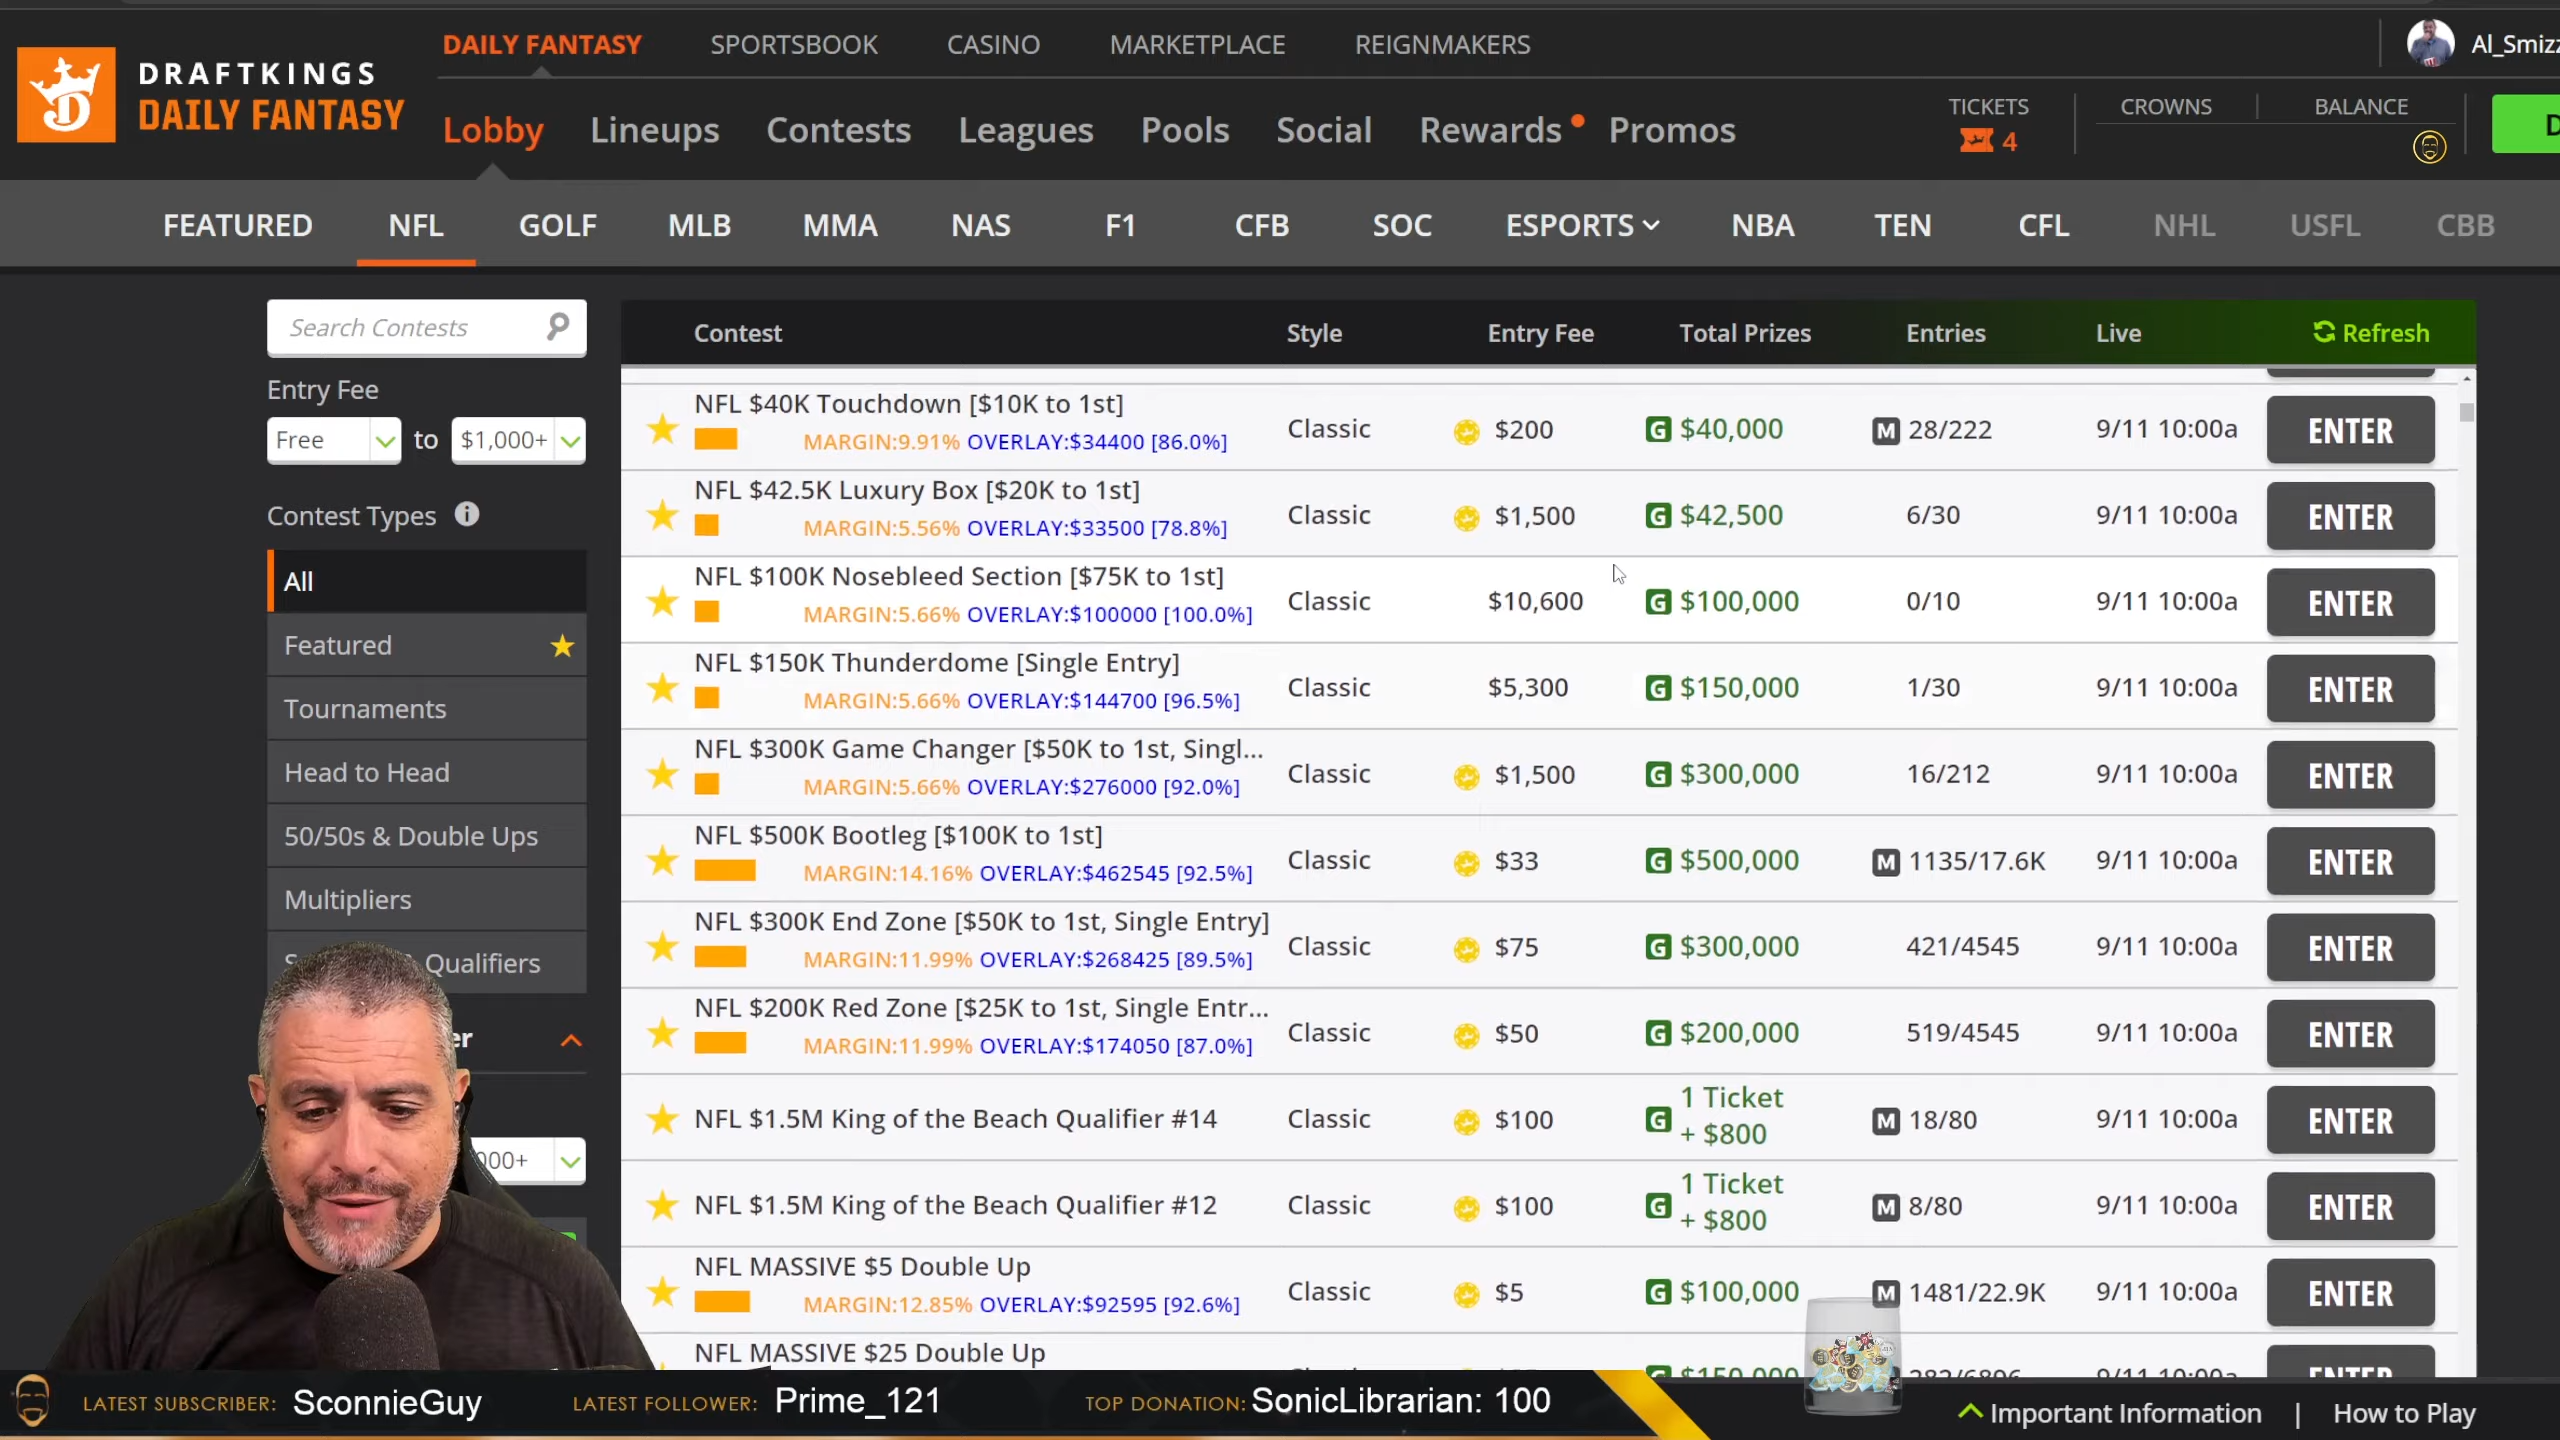 DRAFTKINGS
DAILY FANTASY
DAILY FANTASY SPORTSBOOK CASINO MARKETPLACE REIGNMAKERS
Lobby Lineups Contests Leagues Pools Social Rewards Promos
TICKETS CROWNS BALANCE
4
FEATURED NFL GOLF MLB MMA NAS F1 CFB SOC ESPORTS NBA TEN CFL NHL USFL CBB
Search Contests
Entry Fee
Free to $1,000+
Contest Types
All
Featured
Tournaments
Head to Head
50/50s & Double Ups
Multipliers
Qualifiers
Contest Style Entry Fee Total Prizes Entries Live Refresh
NFL $40K Touchdown [$10K to 1st]
MARGIN:9.91% OVERLAY:$34400 [86.0%]
Classic $200 G $40,000 M 28/222 9/11 10:00a ENTER
NFL $42.5K Luxury Box [$20K to 1st]
MARGIN:5.56% OVERLAY:$33500 [78.8%]
Classic $1,500 G $42,500 6/30 9/11 10:00a ENTER
NFL $100K Nosebleed Section [$75K to 1st]
MARGIN:5.66% OVERLAY:$100000 [100.0%]
Classic $10,600 G $100,000 0/10 9/11 10:00a ENTER
NFL $150K Thunderdome [Single Entry]
MARGIN:5.66% OVERLAY:$144700 [96.5%]
Classic $5,300 G $150,000 1/30 9/11 10:00a ENTER
NFL $300K Game Changer [$50K to 1st, Singl...
MARGIN:5.66% OVERLAY:$276000 [92.0%]
Classic $1,500 G $300,000 16/212 9/11 10:00a ENTER
NFL $500K Bootleg [$100K to 1st]
MARGIN:14.16% OVERLAY:$462545 [92.5%]
Classic $33 G $500,000 M 1135/17.6K 9/11 10:00a ENTER
NFL $300K End Zone [$50K to 1st, Single Entry]
MARGIN:11.99% OVERLAY:$268425 [89.5%]
Classic $75 G $300,000 421/4545 9/11 10:00a ENTER
NFL $200K Red Zone [$25K to 1st, Single Entr...
MARGIN:11.99% OVERLAY:$174050 [87.0%]
Classic $50 G $200,000 519/4545 9/11 10:00a ENTER
NFL $1.5M King of the Beach Qualifier #14 Classic $100 G 1 Ticket
+ $800 M 18/80 9/11 10:00a ENTER
NFL $1.5M King of the Beach Qualifier #12 Classic $100 G 1 Ticket
+ $800 M 8/80 9/11 10:00a ENTER
NFL MASSIVE $5 Double Up
MARGIN:12.85% OVERLAY:$92595 [92.6%]
Classic $5 G $100,000 M 1481/22.9K 9/11 10:00a ENTER
NFL MASSIVE $25 Double Up
LATEST SUBSCRIBER: SconnieGuy LATEST FOLLOWER: Prime_121 TOP DONATION: SonicLibrarian: 100
Important Information | How to Play